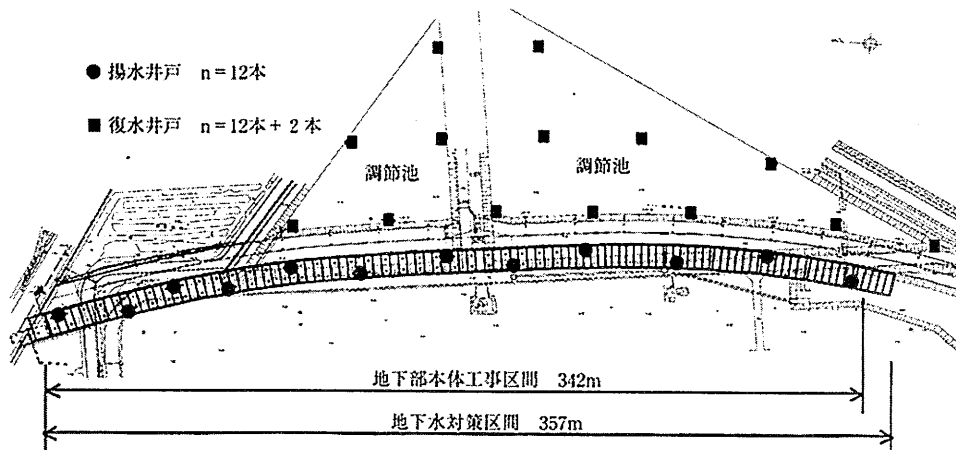 ● 揚水井戸 n=12本
■ 復水井戸 n=12本+2本
調節池
調節池
地下部本体工事区間 342m
地下水対策区間 357m